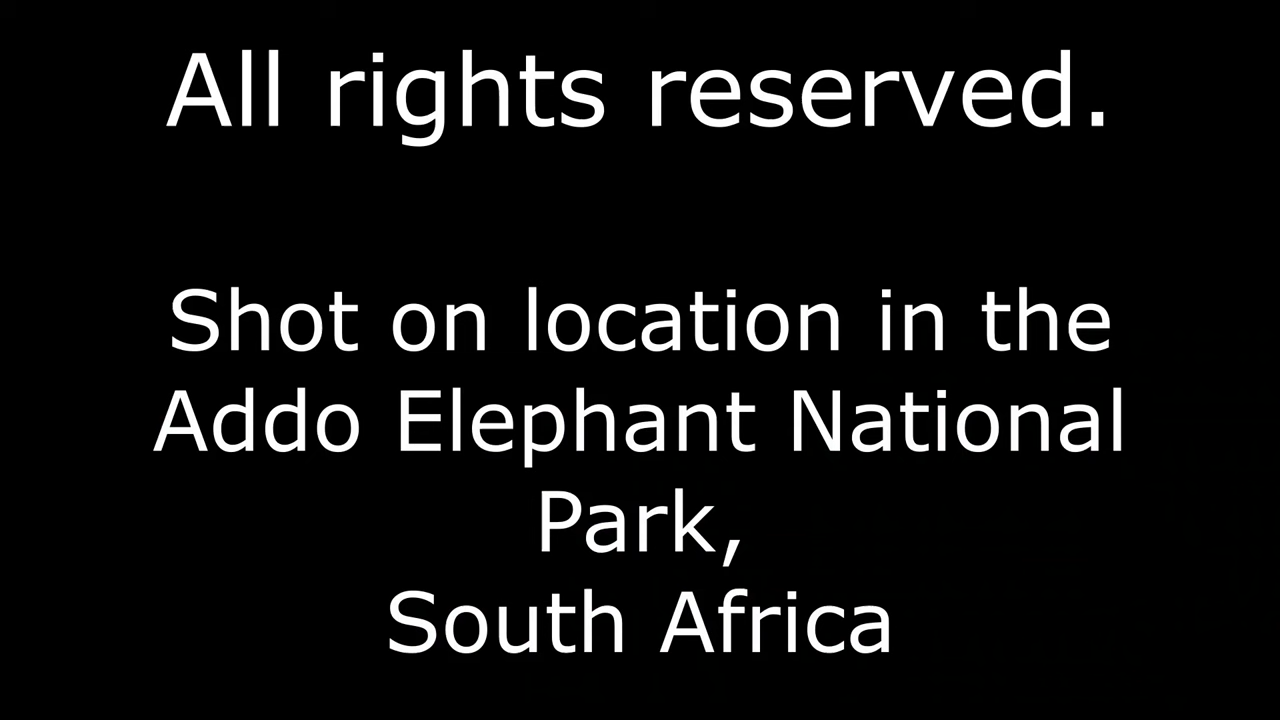 All rights reserved.
Shot on location in the
Addo Elephant National
Park,
South Africa